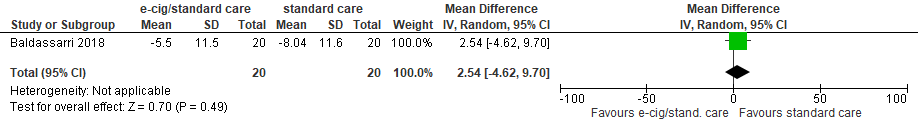 e-cig/standard care standard care Mean Difference Mean Difference
Study or Subgroup Mean SD Total Mean SD Total Weight IV, Random, 95% CI IV, Random, 95% CI
Baldassarri 2018 -5.5 11.5 20 -8.04 11.6 20 100.0% 2.54 [-4.62, 9.70]
Total (95% CI) 20 20 100.0% 2.54 [-4.62, 9.70]
Heterogeneity: Not applicable
Test for overall effect: Z = 0.70 (P = 0.49)
-100 -50 0 50 100
Favours e-cig/stand. care Favours standard care